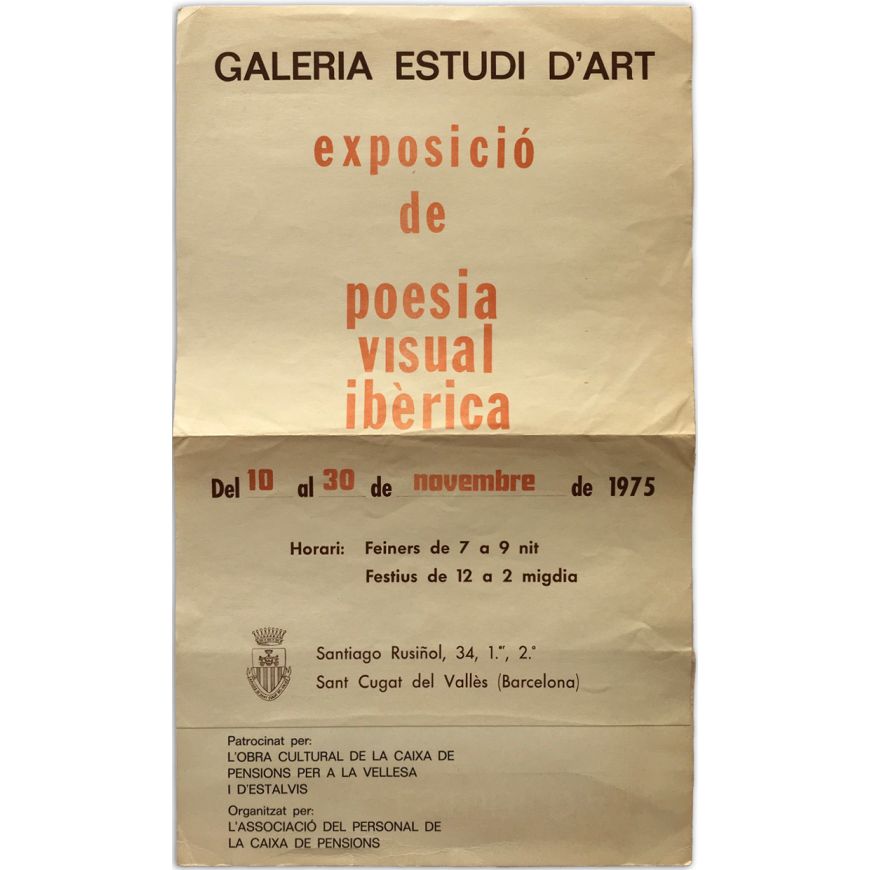 GALERIA ESTUDI D'ART
exposició
de
poesia
visual
ibèrica
Del 10 al 30 de novembre de 1975
Horari: Feiners de 7 a 9 nit
Festius de 12 a 2 migdia
Santiago Rusiñol, 34, 1.er, 2.ª
Sant Cugat del Vallès (Barcelona)
Patrocinat per:
L'OBRA CULTURAL DE LA CAIXA DE
PENSIONS PER A LA VELLESA
I D'ESTALVIS
Organitzat per:
L'ASSOCIACIÓ DEL PERSONAL DE
LA CAIXA DE PENSIONS